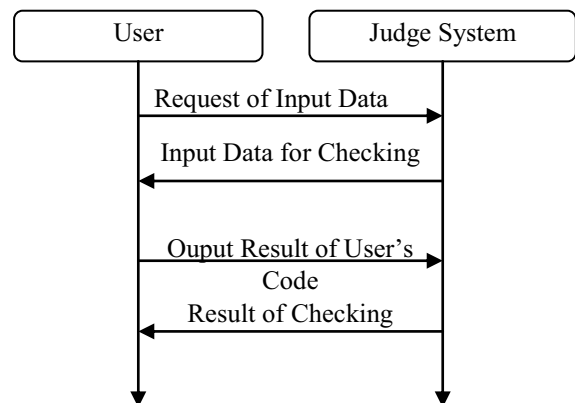 User
Judge System
Request of Input Data
Input Data for Checking
Ouput Result of User's
Code
Result of Checking